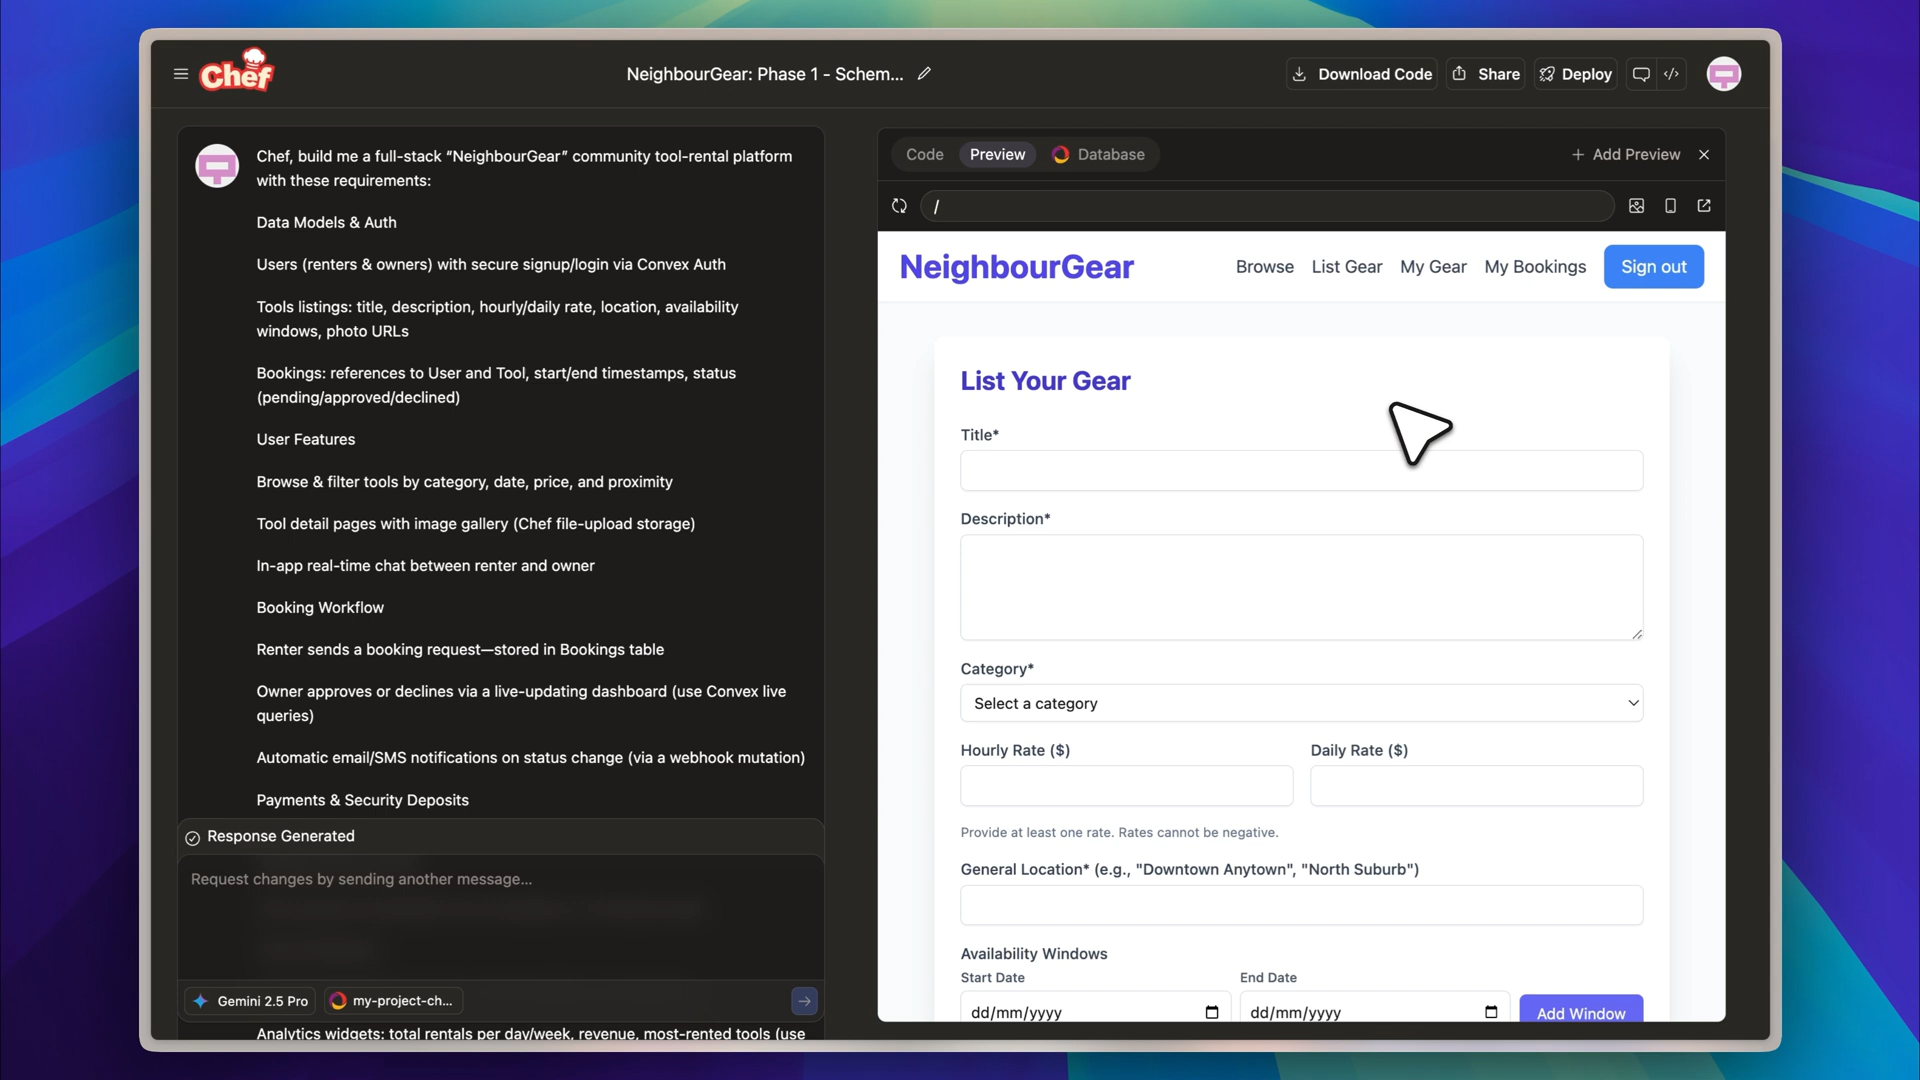 Chef
NeighbourGear: Phase 1 - Schem...
Download Code
Share
Deploy
Chef, build me a full-stack “NeighbourGear” community tool-rental platform
with these requirements:
Data Models & Auth
Users (renters & owners) with secure signup/login via Convex Auth
Tools listings: title, description, hourly/daily rate, location, availability
windows, photo URLs
Bookings: references to User and Tool, start/end timestamps, status
(pending/approved/declined)
User Features
Browse & filter tools by category, date, price, and proximity
Tool detail pages with image gallery (Chef file-upload storage)
In-app real-time chat between renter and owner
Booking Workflow
Renter sends a booking request—stored in Bookings table
Owner approves or declines via a live-updating dashboard (use Convex live
queries)
Automatic email/SMS notifications on status change (via a webhook mutation)
Payments & Security Deposits
Response Generated
Request changes by sending another message...
Gemini 2.5 Pro
my-project-ch...
Analytics widgets: total rentals per day/week, revenue, most-rented tools (use
Code
Preview
Database
+ Add Preview
/
NeighbourGear
Browse
List Gear
My Gear
My Bookings
Sign out
List Your Gear
Title*
Description*
Category*
Select a category
Hourly Rate ($)
Daily Rate ($)
Provide at least one rate. Rates cannot be negative.
General Location* (e.g., "Downtown Anytown", "North Suburb")
Availability Windows
Start Date
End Date
dd/mm/yyyy
dd/mm/yyyy
Add Window